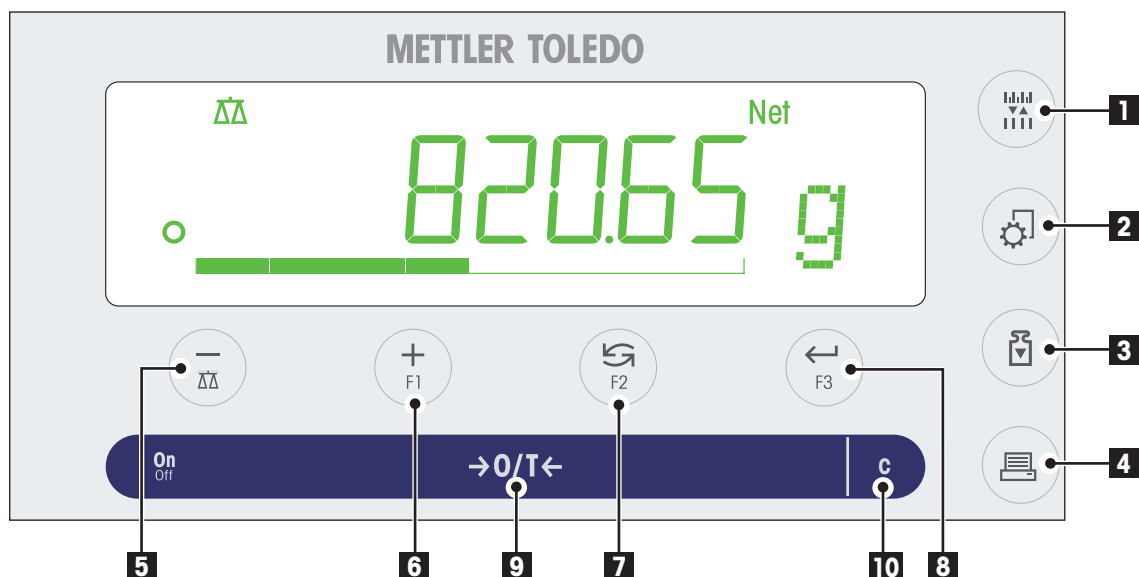 METTLER TOLEDO
Net
820.65 g
1
2
3
4
F1
F2
F3
On
Off
→0/T←
C
5
6
9
7
10
8